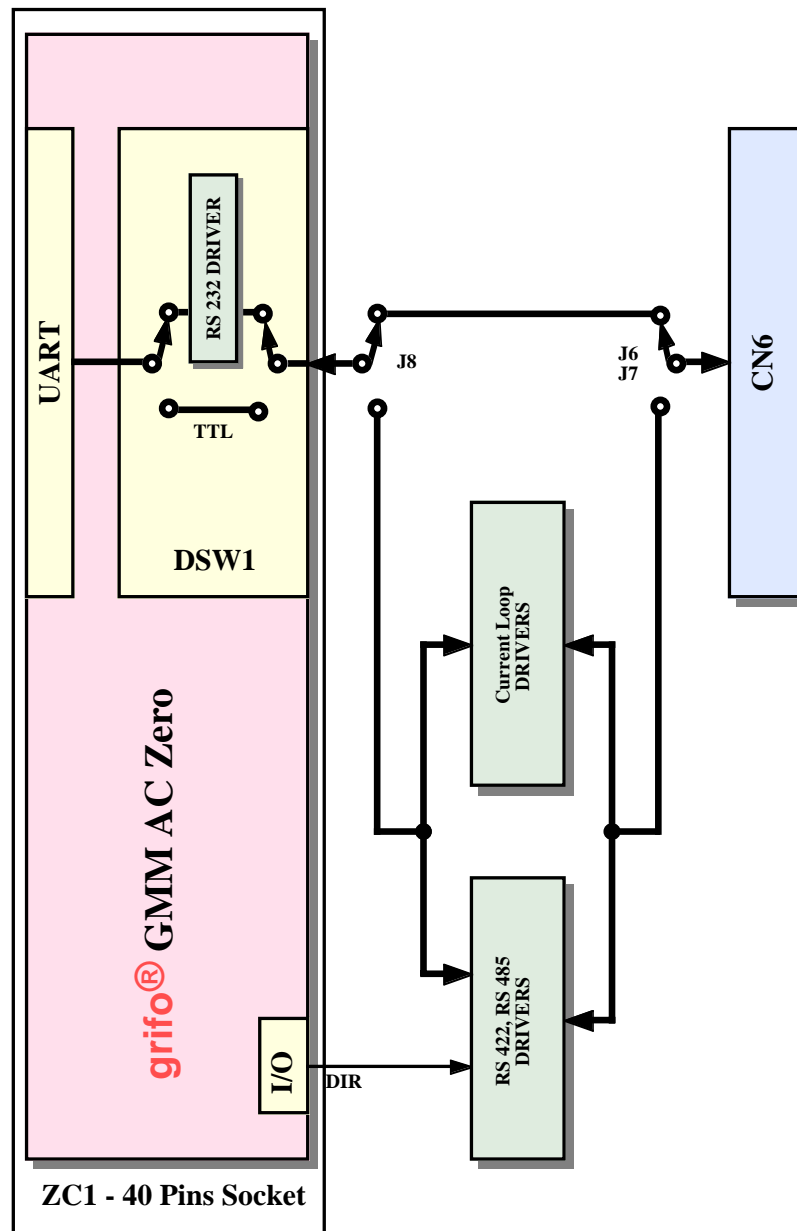 UART
RS 232 DRIVER
TTL
DSW1
J8
J6
J7
CN6
Current Loop
DRIVERS
grifo® GMM AC Zero
RS 422, RS 485
DRIVERS
I/O
DIR
ZC1 - 40 Pins Socket